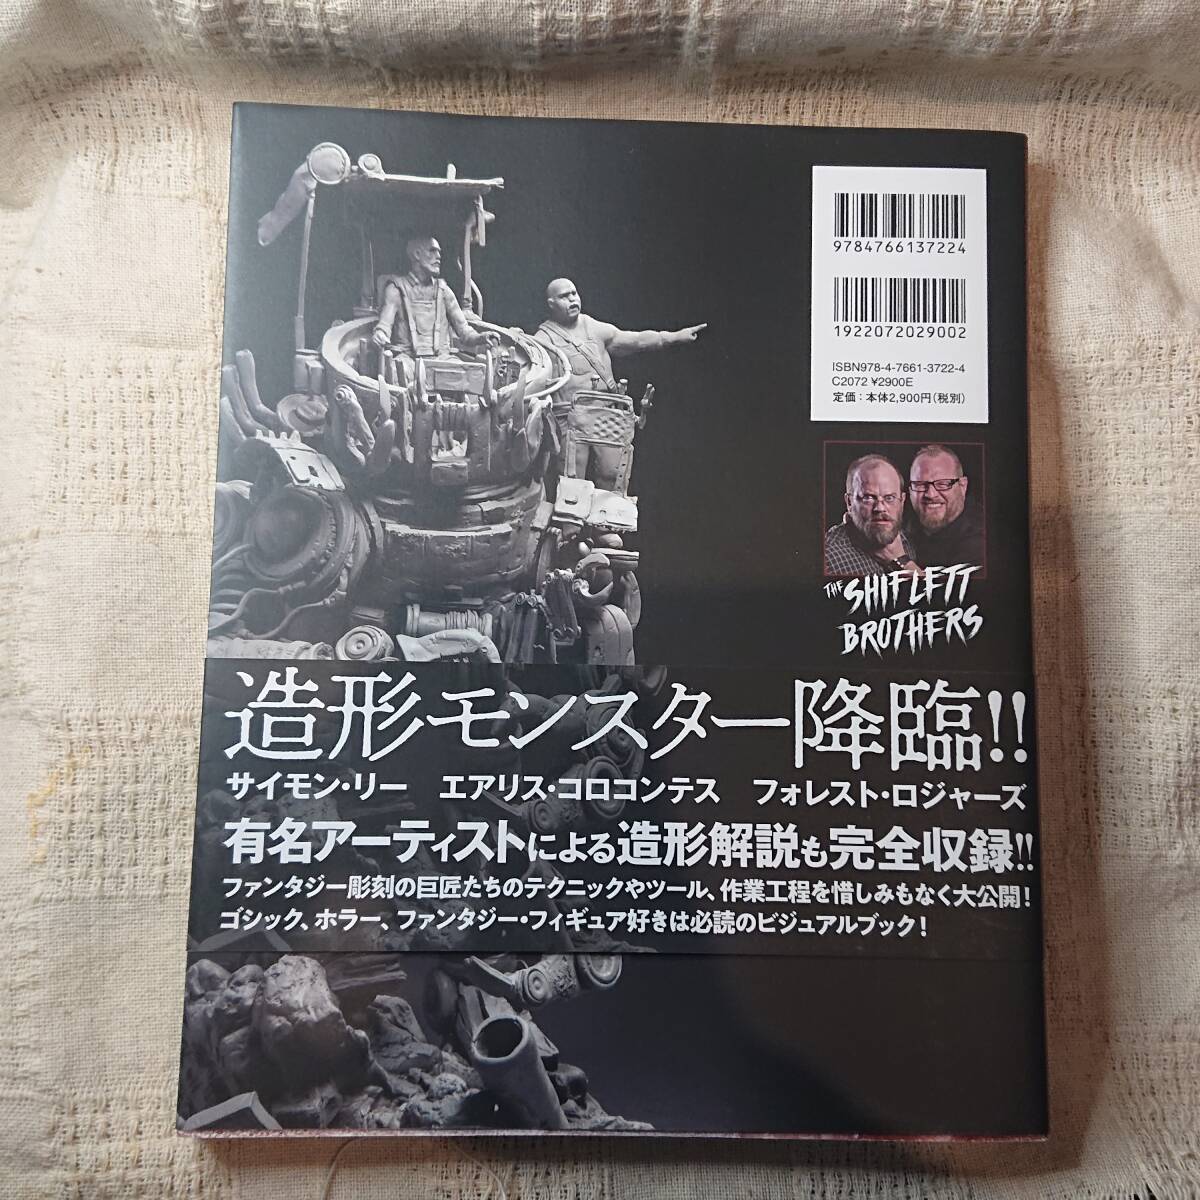 9784766137224
1922072029002
ISBN978-4-7661-3722-4
C2072 ¥2900E
定価：本体2,900円（税別）
THE
SHIFLETT
BROTHERS
造形モンスター降臨!!
サイモン・リー　エアリス・コロコンテス　フォレスト・ロジャーズ
有名アーティストによる造形解説も完全収録!!
ファンタジー彫刻の巨匠たちのテクニックやツール、作業工程を惜しみもなく大公開！
ゴシック、ホラー、ファンタジー・フィギュア好きは必読のビジュアルブック！